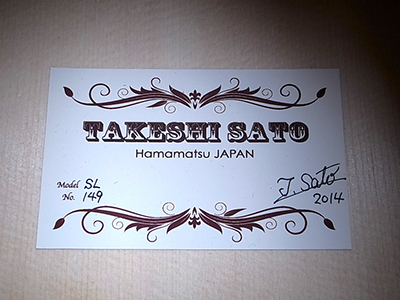 TAKESHI SATO
Hamamatsu JAPAN
Model SL
No. 149
T. Sato
2014